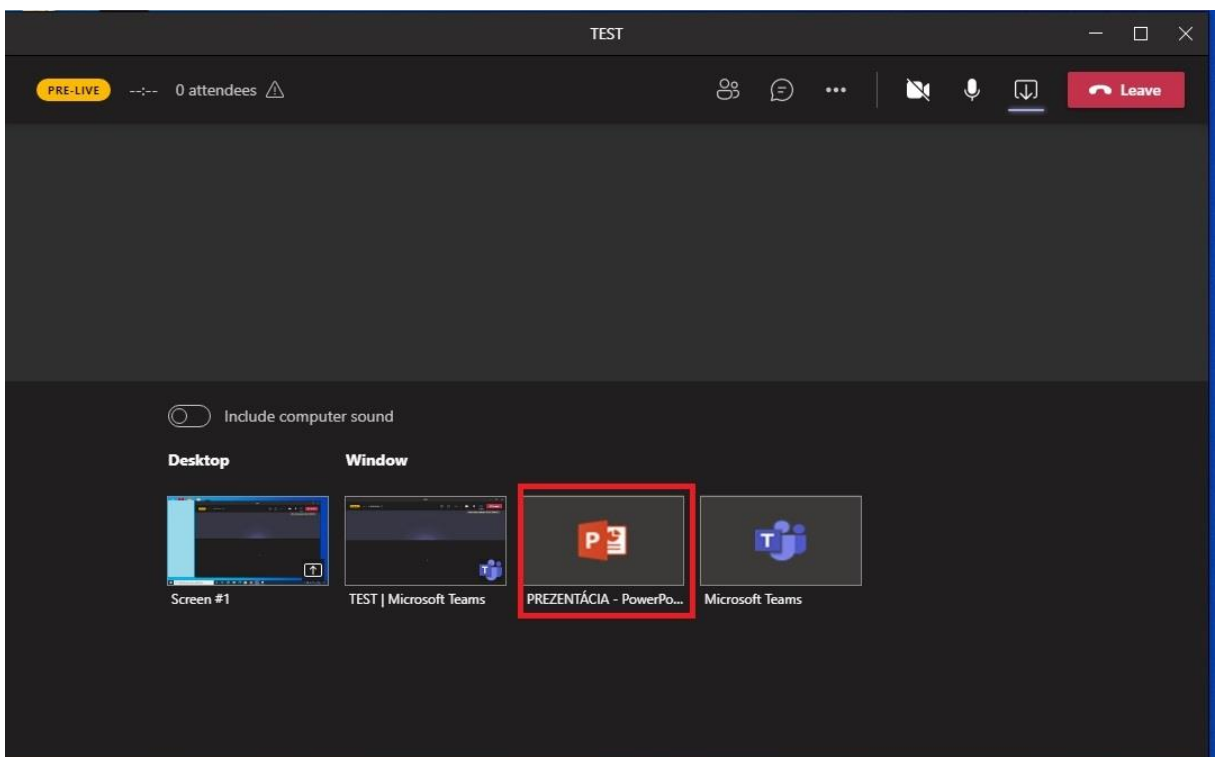 TEST
PRE-LIVE --:-- 0 attendees Leave
Include computer sound
Desktop Window
Screen #1 TEST | Microsoft Teams PREZENTÁCIA - PowerPo... Microsoft Teams